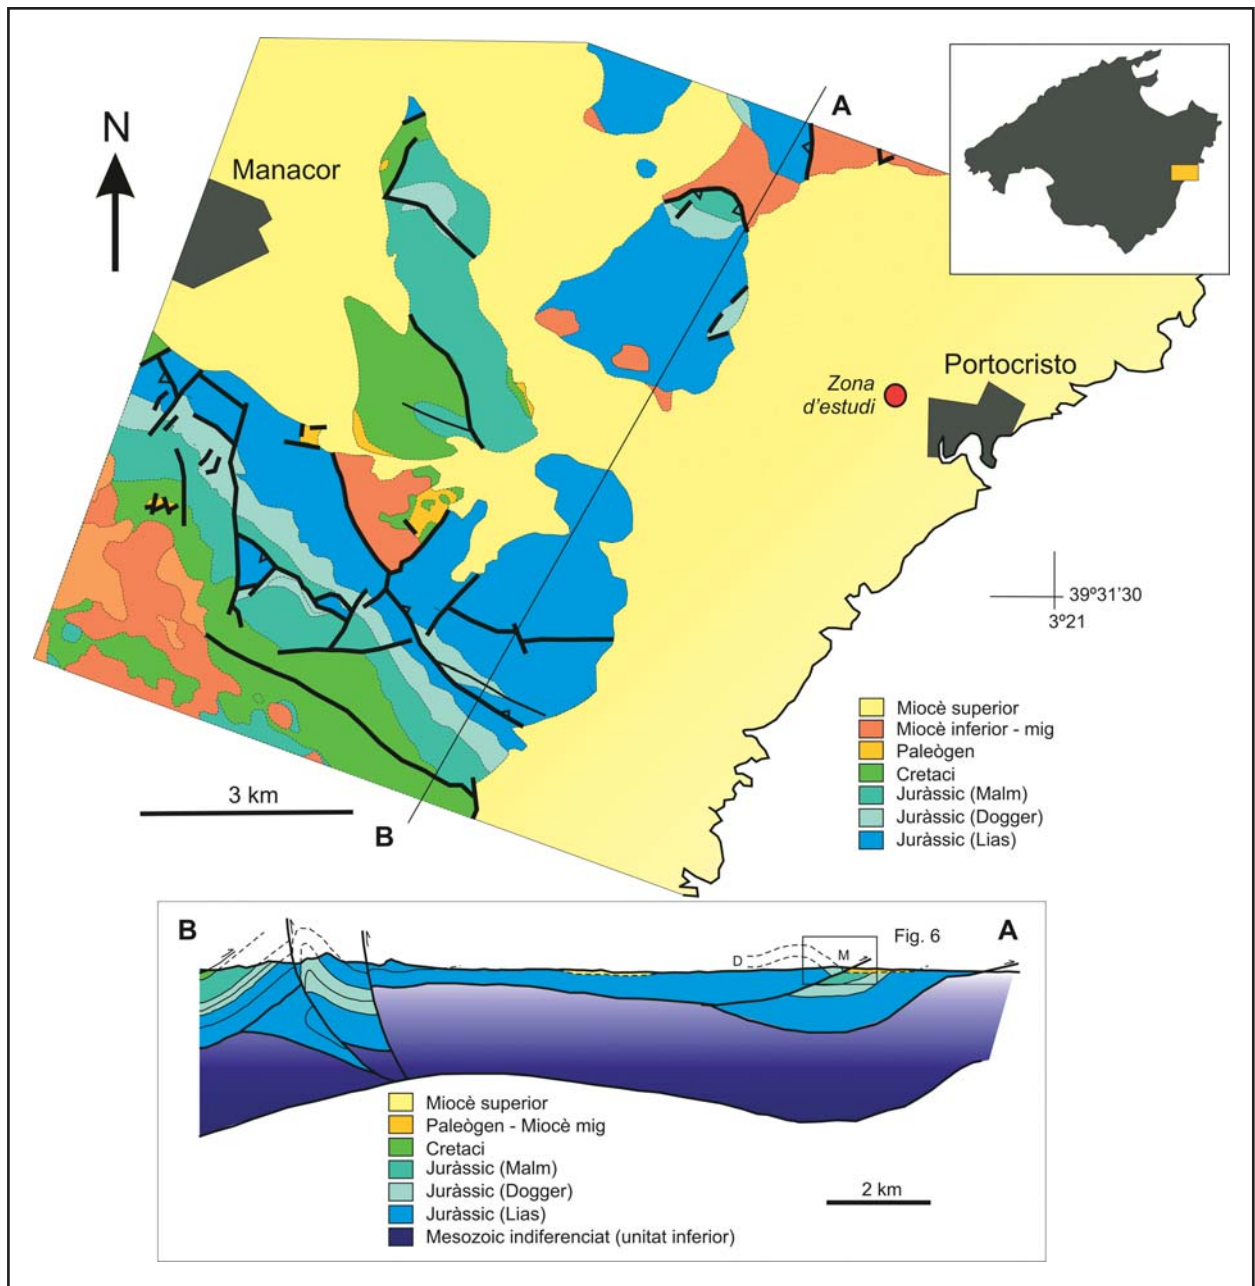 N
Manacor
A
Portocristo
Zona
d'estudi
39º31'30
3º21
Miocè superior
Miocè inferior - mig
Paleògen
Cretaci
Juràssic (Malm)
Juràssic (Dogger)
Juràssic (Lias)
3 km
B
B
Fig. 6
A
D
M
Miocè superior
Paleògen - Miocè mig
Cretaci
Juràssic (Malm)
Juràssic (Dogger)
Juràssic (Lias)
Mesozoic indiferenciat (unitat inferior)
2 km